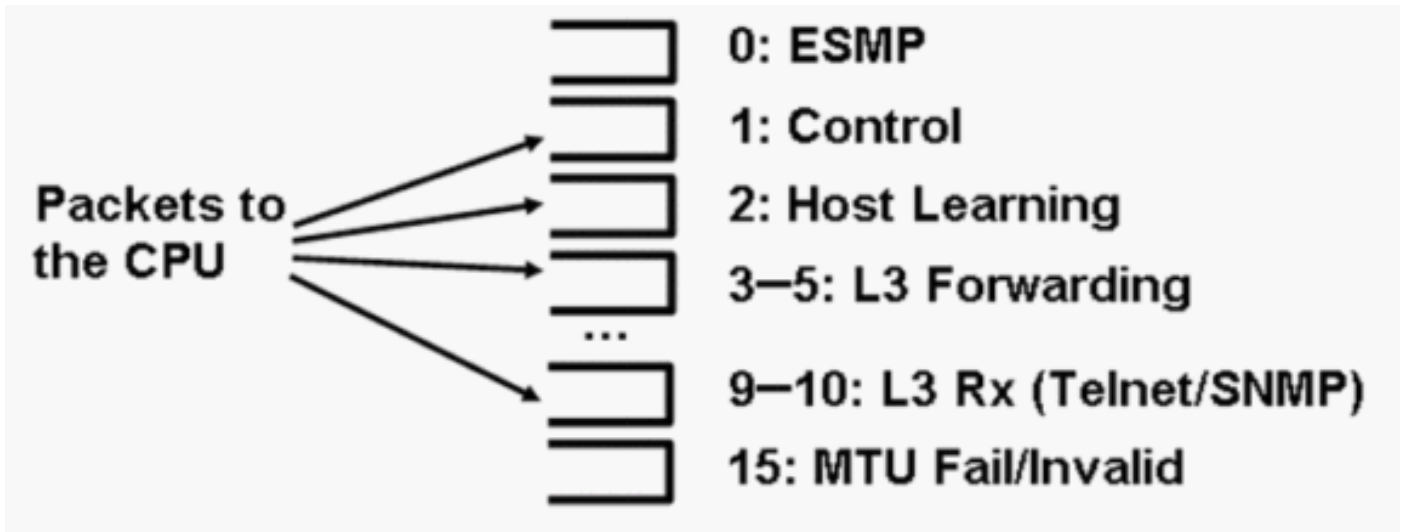 0: ESMP
1: Control
Packets to
the CPU
2: Host Learning
3–5: L3 Forwarding
...
9–10: L3 Rx (Telnet/SNMP)
15: MTU Fail/Invalid